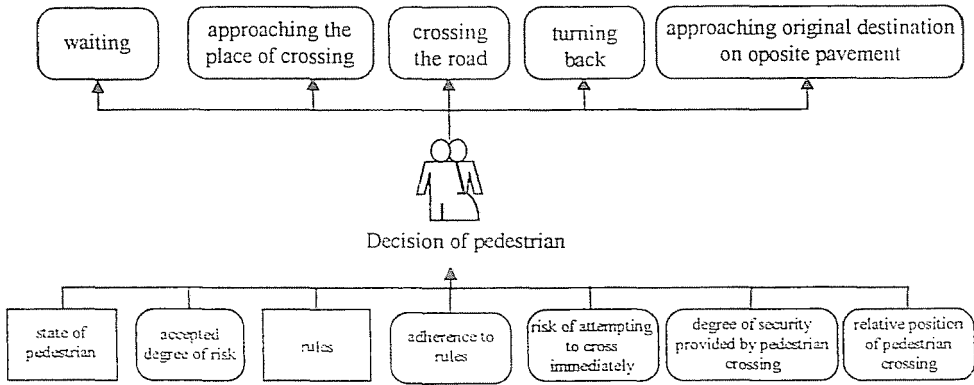 waiting
approaching the
place of crossing
crossing
the road
turning
back
approaching original destination
on oposite pavement
Decision of pedestrian
state of
pedestrian
accepted
degree of risk
rules
adherence to
rules
risk of attempting
to cross
immediately
degree of security
provided by pedestrian
crossing
relative position
of pedestrian
crossing